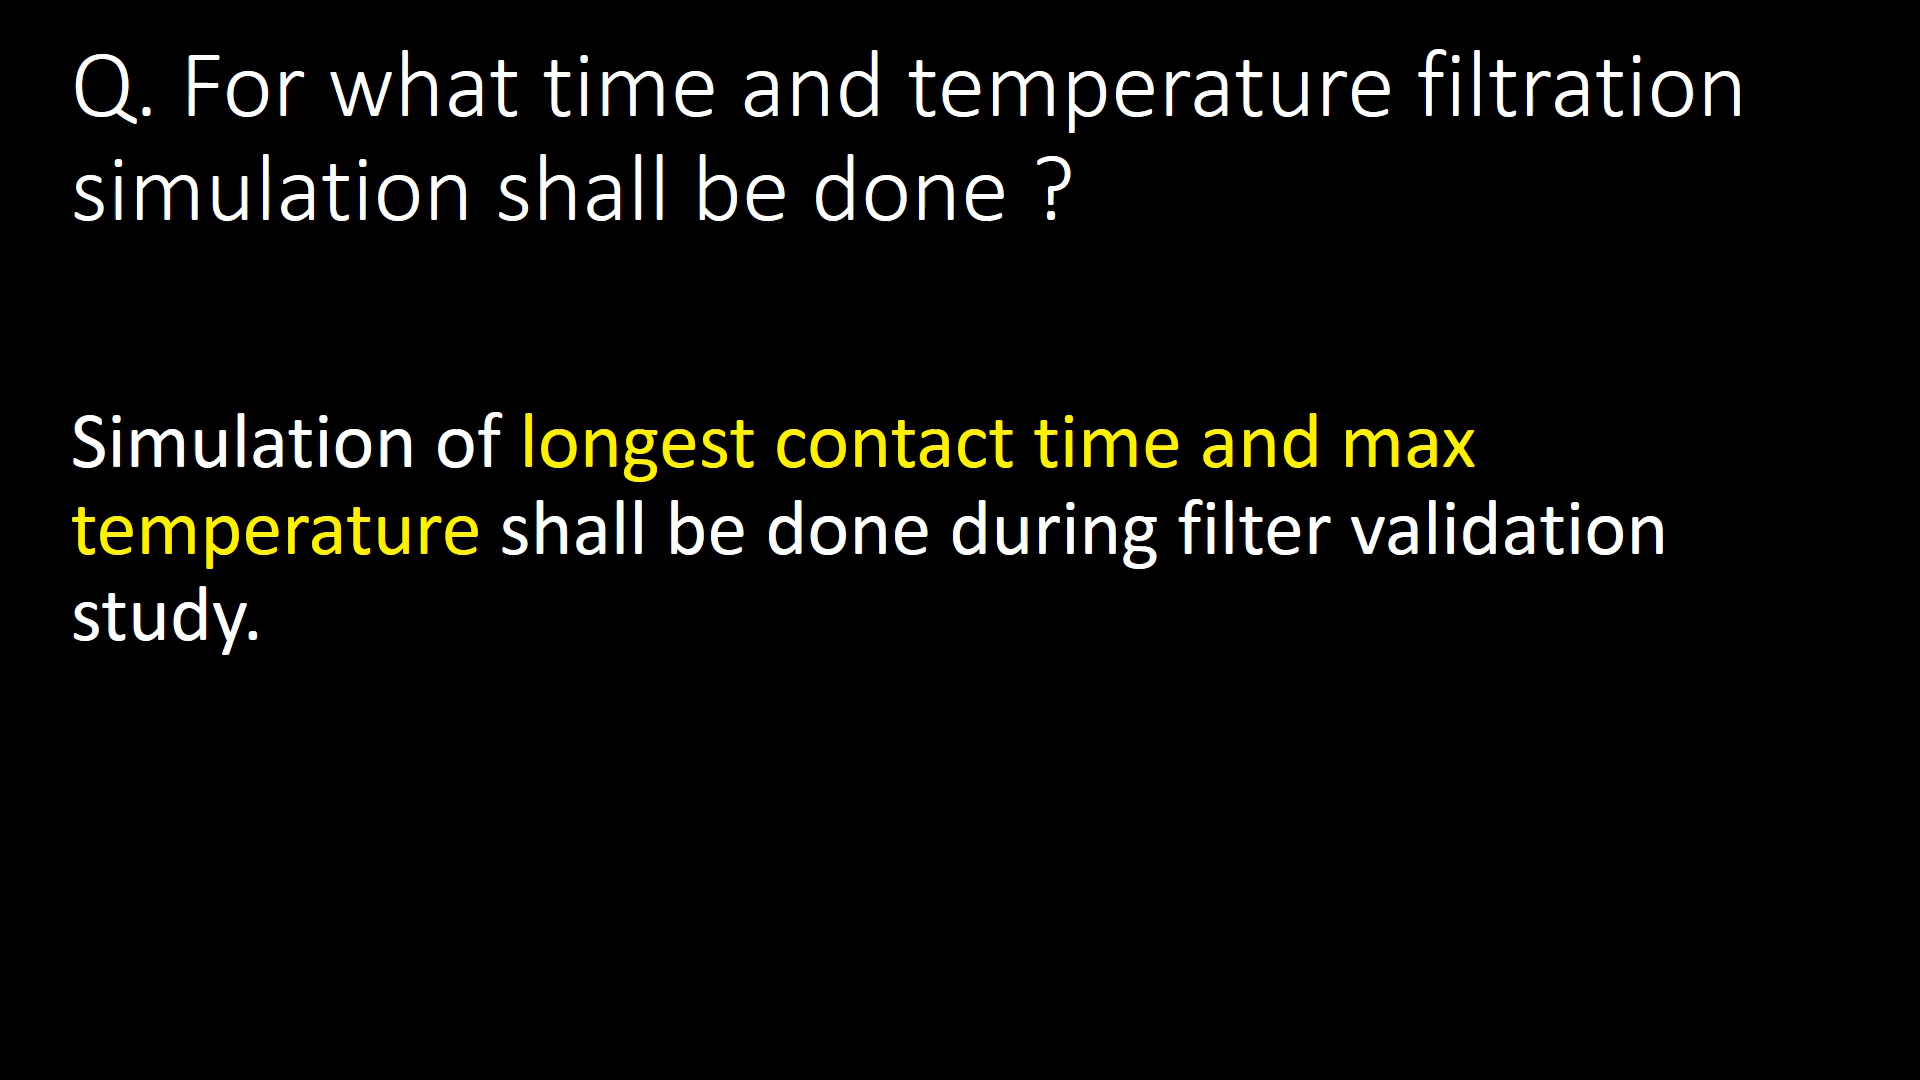 Q. For what time and temperature filtration
simulation shall be done ?
Simulation of longest contact time and max
temperature shall be done during filter validation
study.